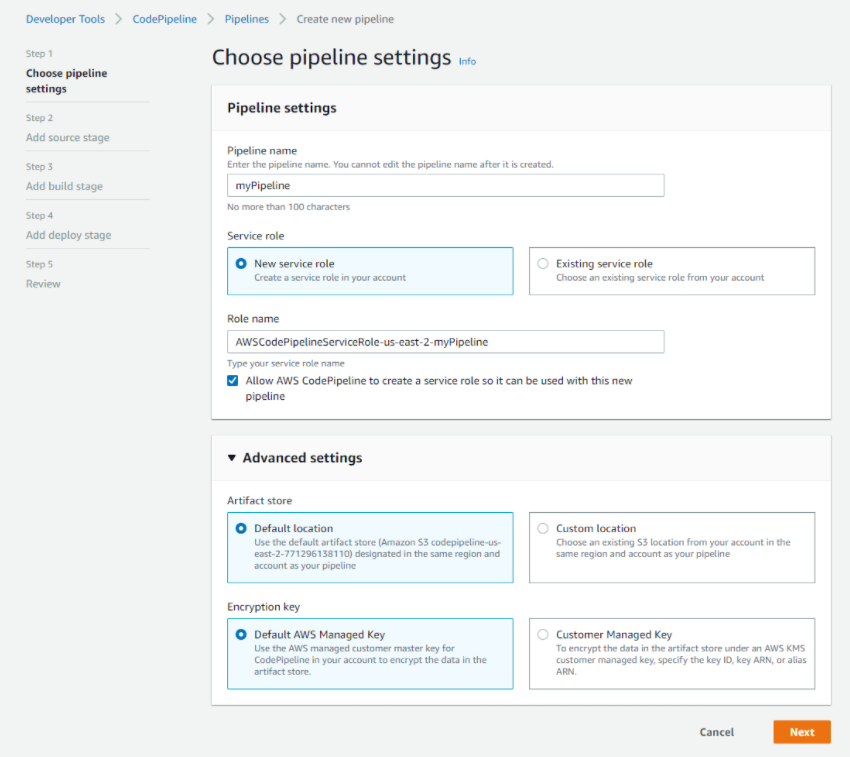 Developer Tools > CodePipeline > Pipelines > Create new pipeline
Step 1
Choose pipeline
settings
Step 2
Add source stage
Step 3
Add build stage
Step 4
Add deploy stage
Step 5
Review
Choose pipeline settings Info
Pipeline settings
Pipeline name
Enter the pipeline name. You cannot edit the pipeline name after it is created.
myPipeline
No more than 100 characters
Service role
New service role
Create a service role in your account
Existing service role
Choose an existing service role from your account
Role name
AWSCodePipelineServiceRole-us-east-2-myPipeline
Type your service role name
Allow AWS CodePipeline to create a service role so it can be used with this new
pipeline
Advanced settings
Artifact store
Default location
Use the default artifact store (Amazon S3 codepipeline-us-
east-2-771296138110) designated in the same region and
account as your pipeline
Custom location
Choose an existing S3 location from your account in the
same region and account as your pipeline
Encryption key
Default AWS Managed Key
Use the AWS managed customer master key for
CodePipeline in your account to encrypt the data in the
artifact store.
Customer Managed Key
To encrypt the data in the artifact store under an AWS KMS
customer managed key, specify the key ID, key ARN, or alias
ARN.
Cancel
Next